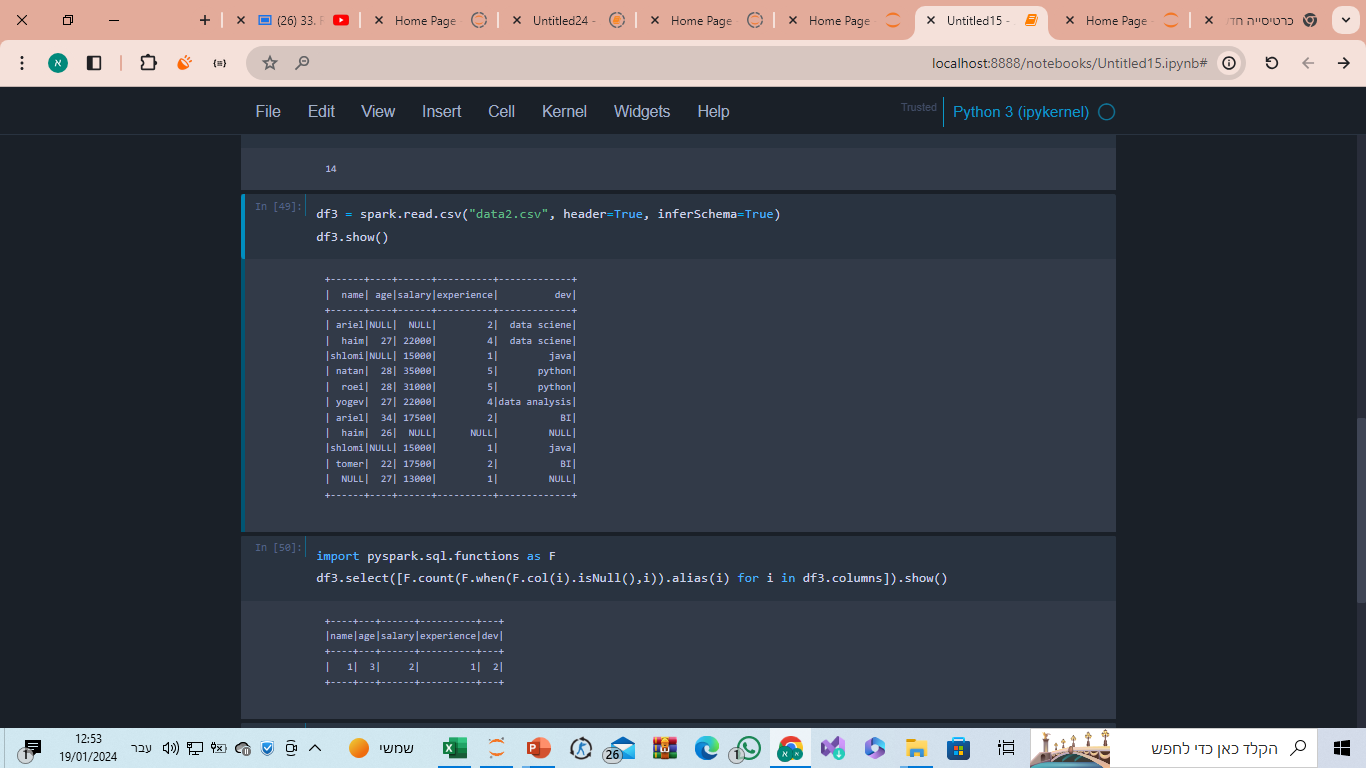 (26) 33. F
Home Page
Untitled24 -
Home Page
Home Page
Untitled15 -
Home Page -
כרטיסייה חדו
א
localhost:8888/notebooks/Untitled15.ipynb#
File Edit View Insert Cell Kernel Widgets Help Trusted Python 3 (ipykernel)
14
In [49]:
df3 = spark.read.csv("data2.csv", header=True, inferSchema=True)
df3.show()
+------+----+------+----------+-------------+
|  name| age|salary|experience|          dev|
+------+----+------+----------+-------------+
| ariel|NULL|  NULL|         2|  data sciene|
|  haim|  27| 22000|         4|  data sciene|
|shlomi|NULL| 15000|         1|         java|
| natan|  28| 35000|         5|       python|
|  roei|  28| 31000|         5|       python|
| yogev|  27| 22000|         4|data analysis|
| ariel|  34| 17500|         2|           BI|
|  haim|  26|  NULL|      NULL|         NULL|
|shlomi|NULL| 15000|         1|         java|
| tomer|  22| 17500|         2|           BI|
|  NULL|  27| 13000|         1|         NULL|
+------+----+------+----------+-------------+
In [50]:
import pyspark.sql.functions as F
df3.select([F.count(F.when(F.col(i).isNull(),i)).alias(i) for i in df3.columns]).show()
+----+---+------+----------+---+
|name|age|salary|experience|dev|
+----+---+------+----------+---+
|   1|  3|     2|         1|  2|
+----+---+------+----------+---+
1
12:53
19/01/2024
עבר
שמשי
26
1
א
הקלד כאן כדי לחפש